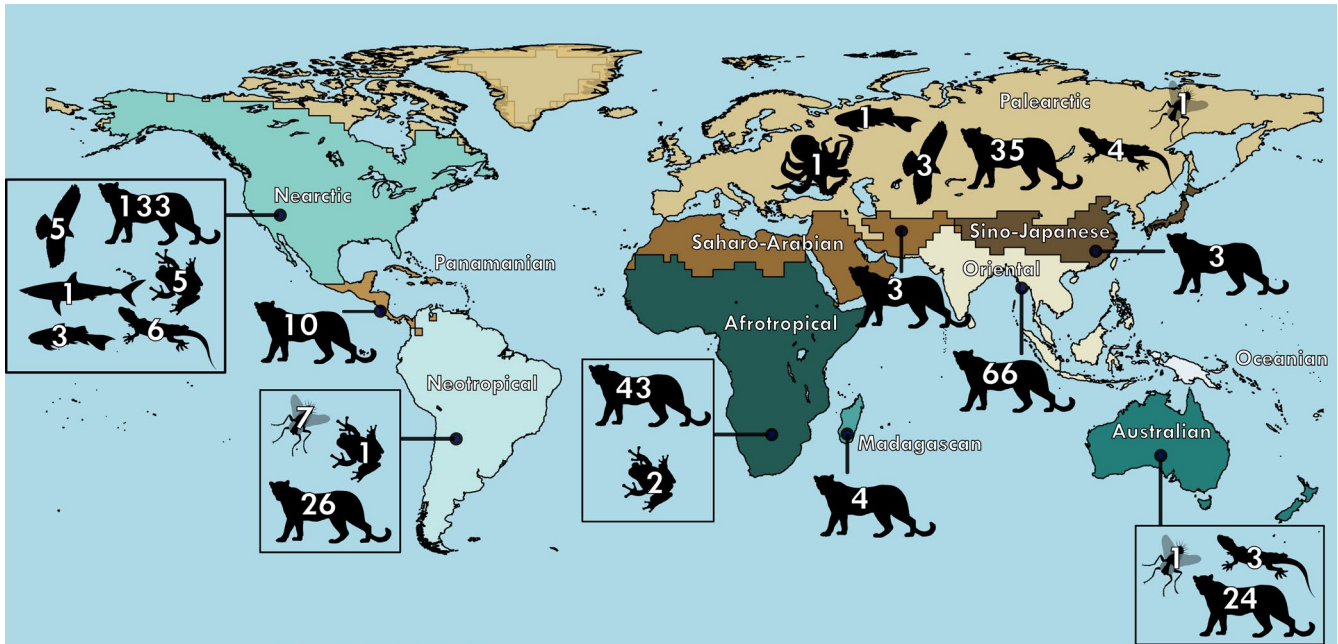 Palearctic
1
1
1
3
35
4
Nearctic
5
133
1
5
3
6
Panamanian
10
Saharo-Arabian
Sino-Japanese
3
Oriental
3
Afrotropical
66
Oceanian
Neotropical
7
1
26
43
2
Madagascan
4
Australian
1
3
24